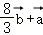 8/3 b⃗ + a⃗